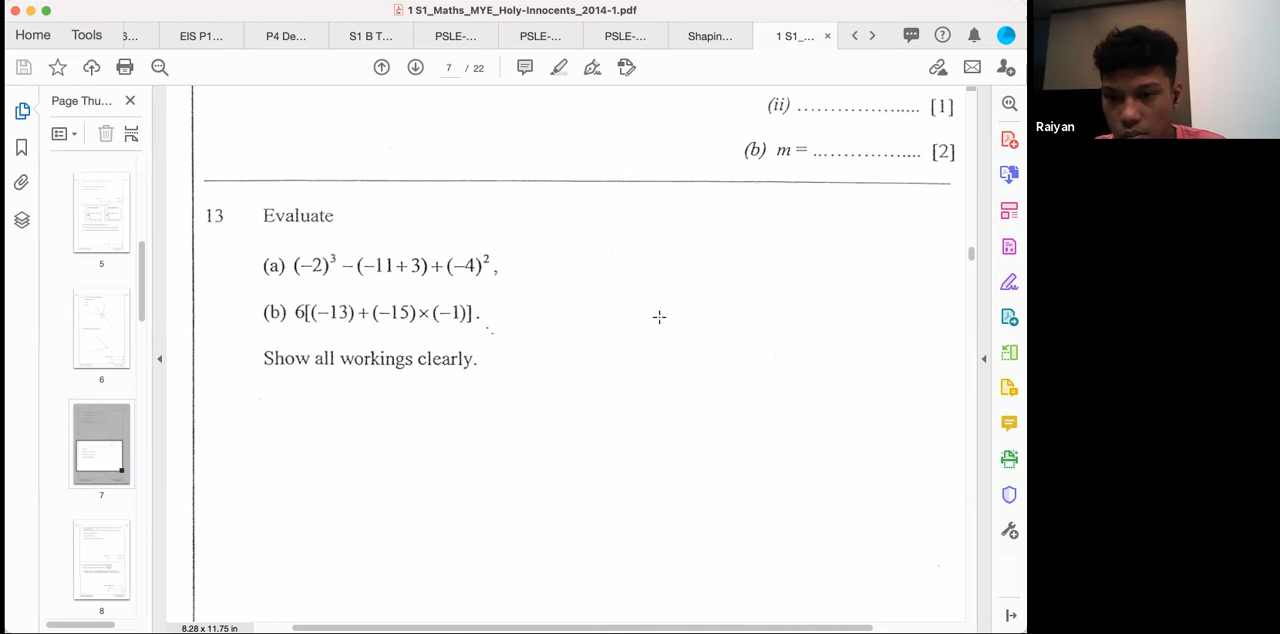 1 S1_Maths_MYE_Holy-Innocents_2014-1.pdf
Home Tools 6... EIS P1... P4 De... S1 B T... PSLE-... PSLE-... PSLE-... Shapin... 1 S1_... ×
7 / 22
Page Thu... ×
5
6
7
8
(ii) ...................... [1]
(b) m = ................... [2]
13 Evaluate
(a) (−2)³ − (−11+3) + (−4)² ,
(b) 6[(−13) + (−15) × (−1)] .
Show all workings clearly.
8.28 x 11.75 in
Raiyan